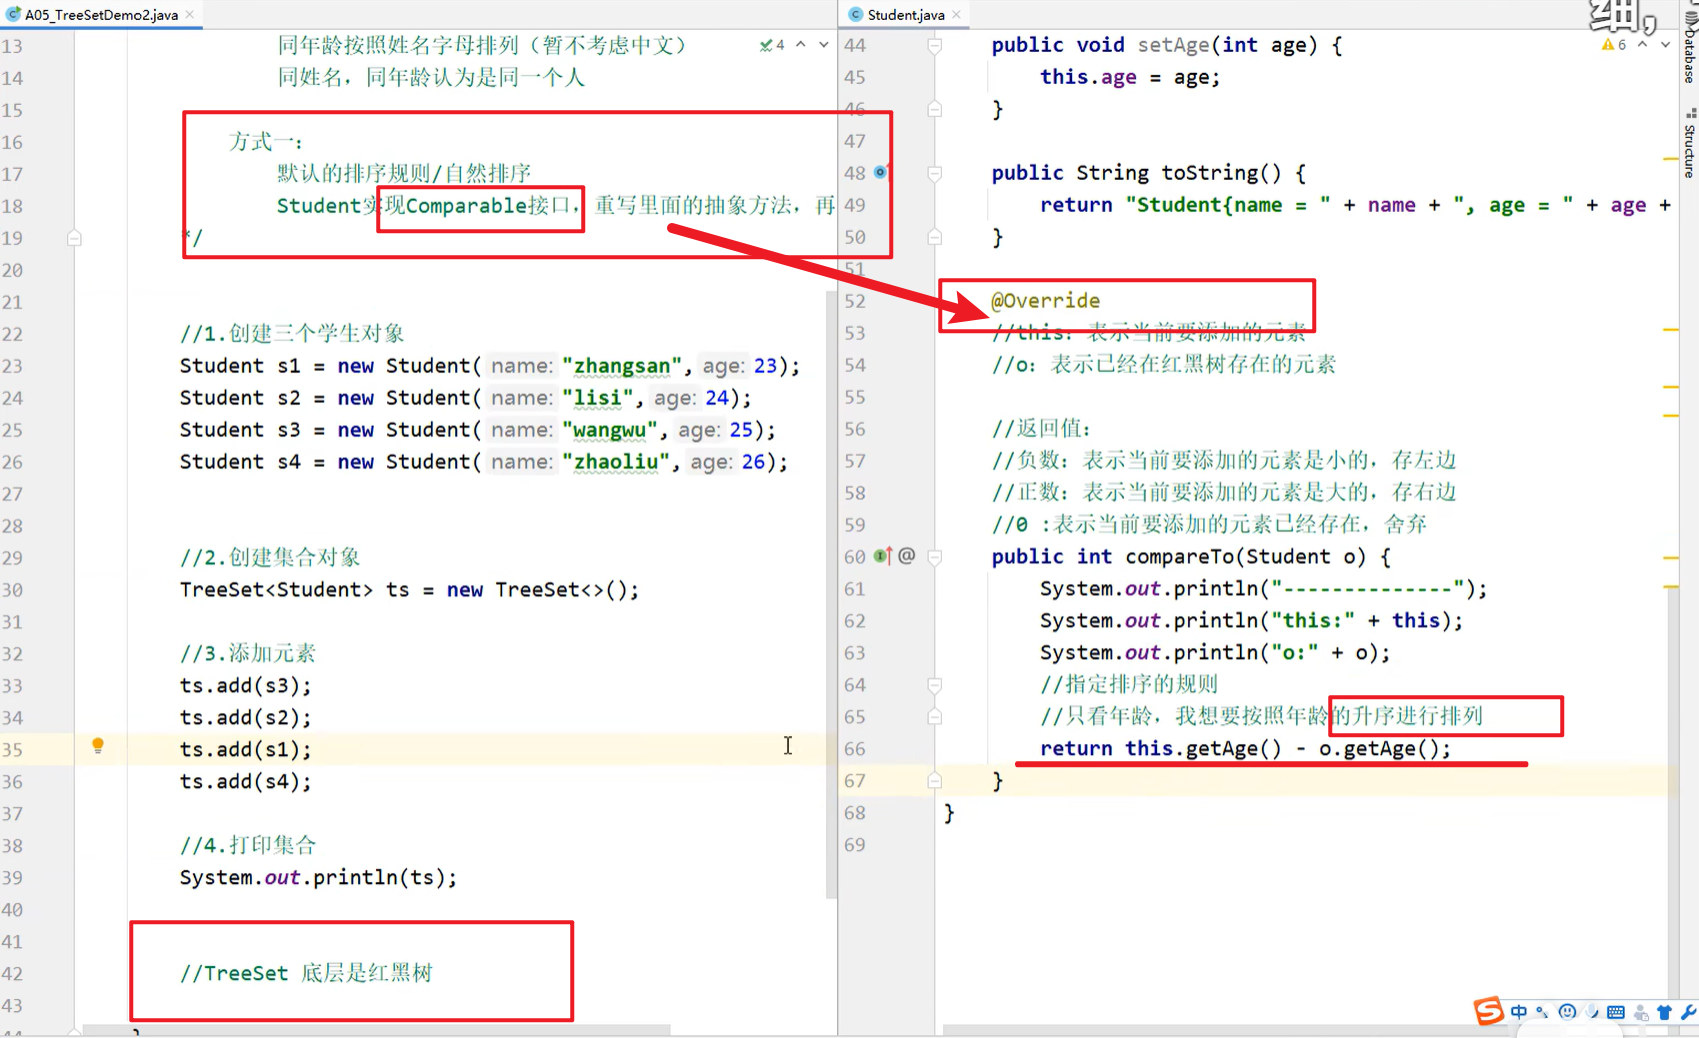 A05_TreeSetDemo2.java
13 同年龄按照姓名字母排列（暂不考虑中文） 4
14 同姓名，同年龄认为是同一个人
15
16 方式一：
17 默认的排序规则/自然排序
18 Student实现Comparable接口，重写里面的抽象方法，再
19 */
20
21
22 //1.创建三个学生对象
23 Student s1 = new Student( name: "zhangsan", age: 23);
24 Student s2 = new Student( name: "lisi", age: 24);
25 Student s3 = new Student( name: "wangwu", age: 25);
26 Student s4 = new Student( name: "zhaoliu", age: 26);
27
28
29 //2.创建集合对象
30 TreeSet<Student> ts = new TreeSet<>();
31
32 //3.添加元素
33 ts.add(s3);
34 ts.add(s2);
35 ts.add(s1);
36 ts.add(s4);
37
38 //4.打印集合
39 System.out.println(ts);
40
41
42 //TreeSet 底层是红黑树
43
Student.java
细，
44 public void setAge(int age) { 6
45 this.age = age;
46 }
47
48 public String toString() {
49 return "Student{name = " + name + ", age = " + age +
50 }
51
52 @Override
53 //this：表示当前要添加的元素
54 //o：表示已经在红黑树存在的元素
55
56 //返回值：
57 //负数：表示当前要添加的元素是小的，存左边
58 //正数：表示当前要添加的元素是大的，存右边
59 //0 :表示当前要添加的元素已经存在，舍弃
60 @ public int compareTo(Student o) {
61 System.out.println("--------------");
62 System.out.println("this:" + this);
63 System.out.println("o:" + o);
64 //指定排序的规则
65 //只看年龄，我想要按照年龄的升序进行排列
66 return this.getAge() - o.getAge();
67 }
68 }
69
Database
Structure
中